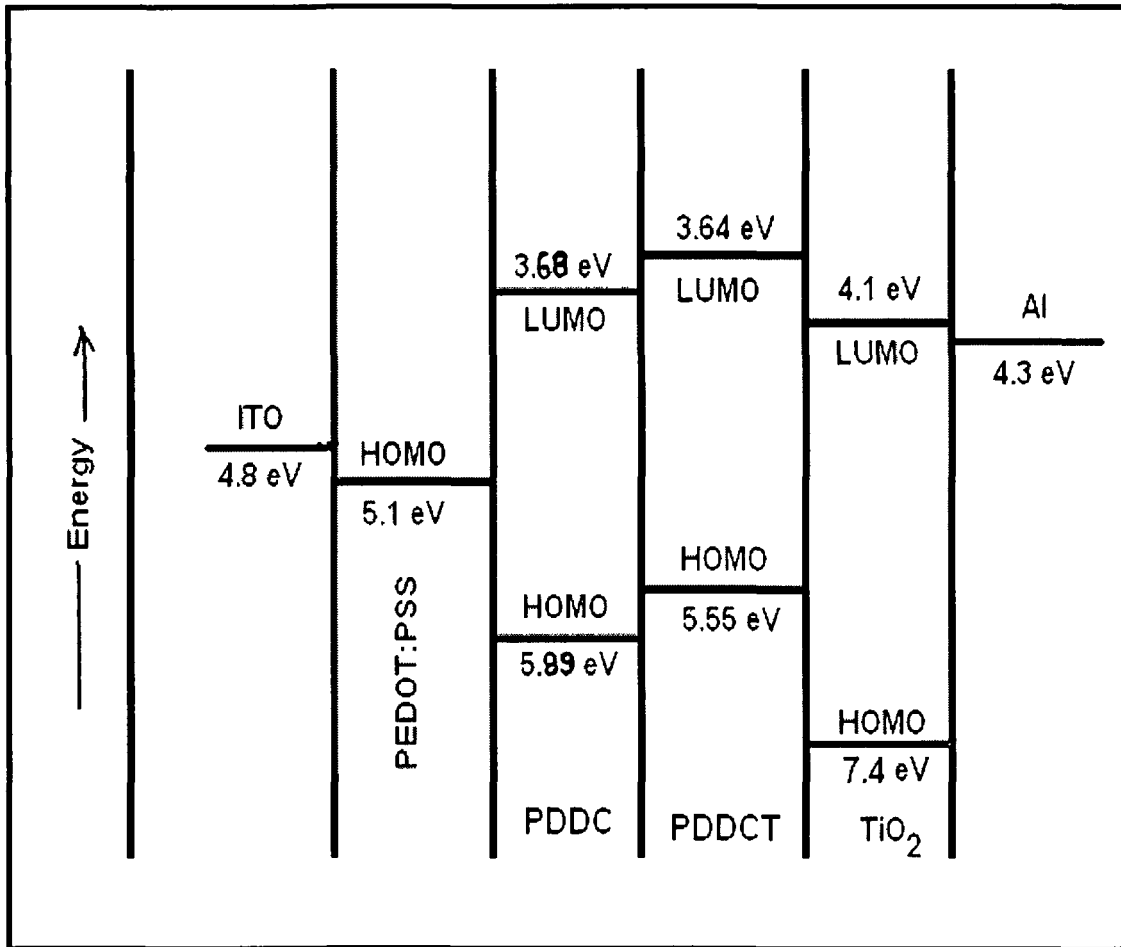 Energy
ITO
4.8 eV
HOMO
5.1 eV
PEDOT:PSS
3.68 eV
LUMO
HOMO
5.89 eV
PDDC
3.64 eV
LUMO
HOMO
5.55 eV
PDDCT
4.1 eV
LUMO
HOMO
7.4 eV
TiO₂
Al
4.3 eV